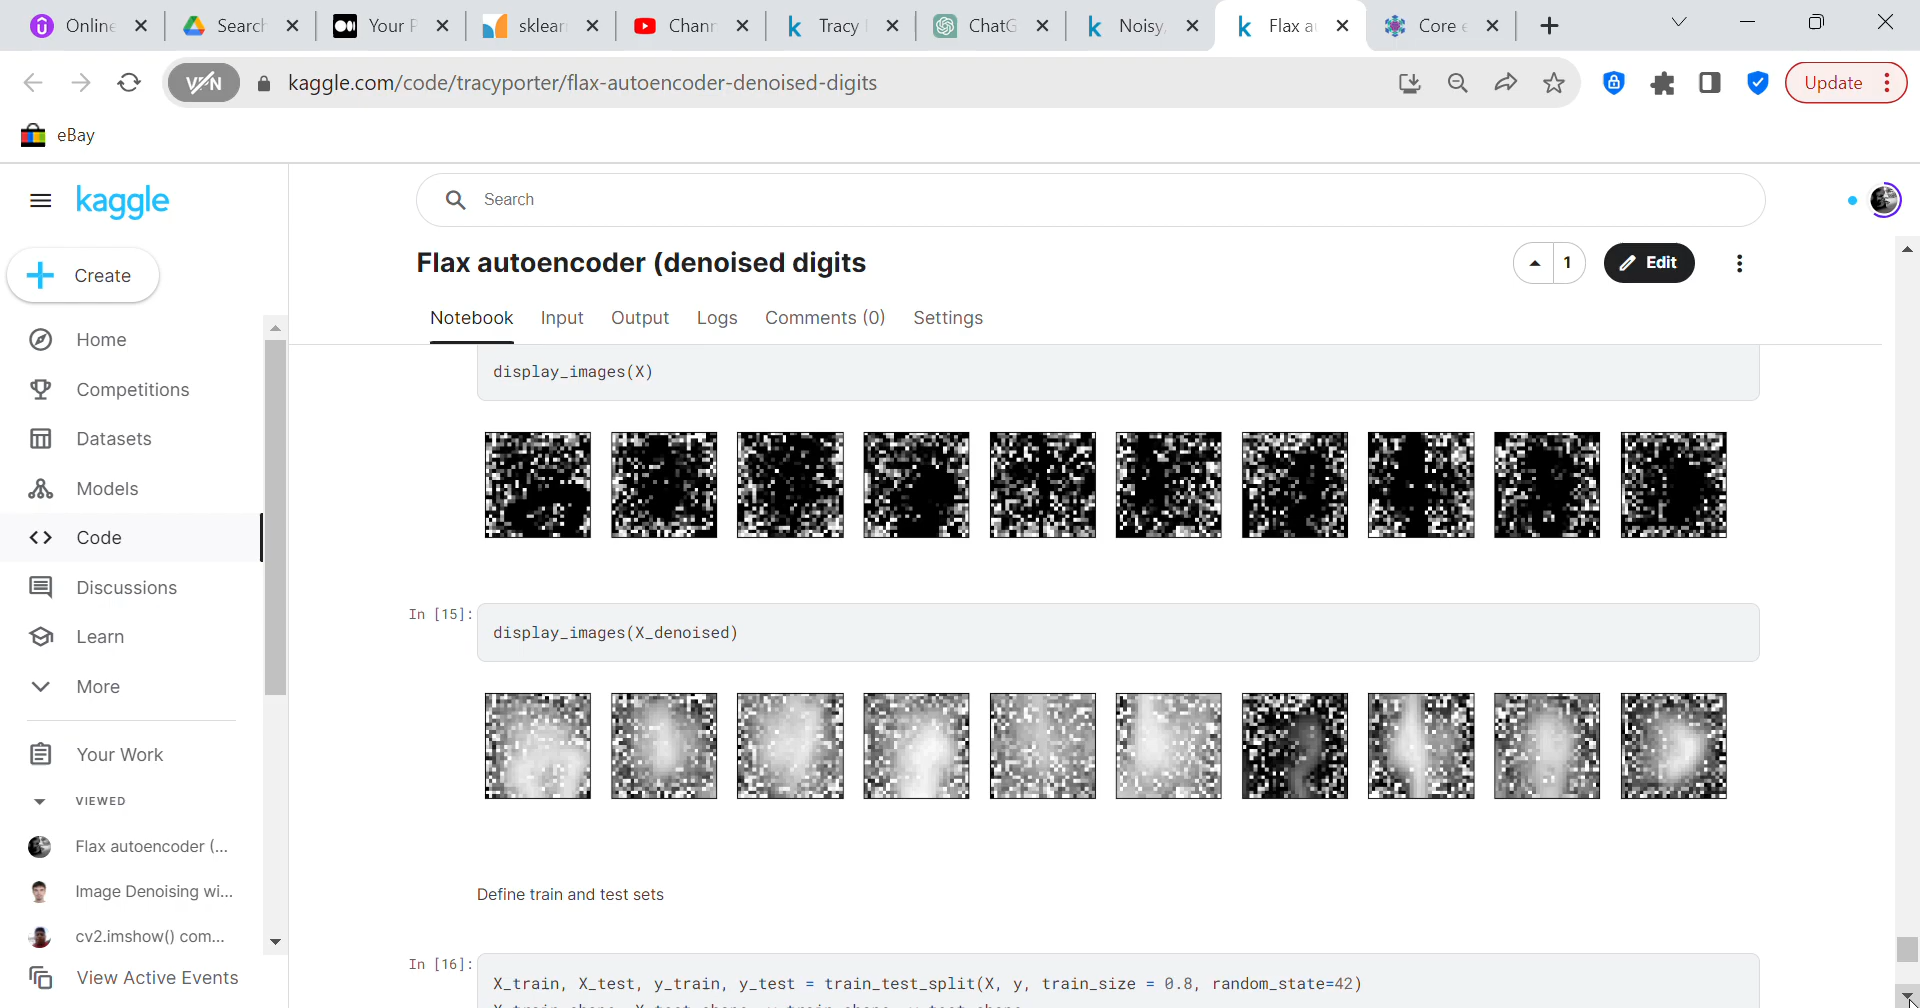 Online
Search
Your P
sklearn
Chann
Tracy
ChatG
Noisy,
Flax au
Core e
VPN
kaggle.com/code/tracyporter/flax-autoencoder-denoised-digits
Update
eBay
kaggle
Search
Create
Flax autoencoder (denoised digits
1
Edit
Notebook
Input
Output
Logs
Comments (0)
Settings
Home
Competitions
Datasets
Models
Code
Discussions
Learn
More
Your Work
VIEWED
Flax autoencoder (...
Image Denoising wi...
cv2.imshow() com...
View Active Events
display_images(X)
In [15]:
display_images(X_denoised)
Define train and test sets
In [16]:
X_train, X_test, y_train, y_test = train_test_split(X, y, train_size = 0.8, random_state=42)